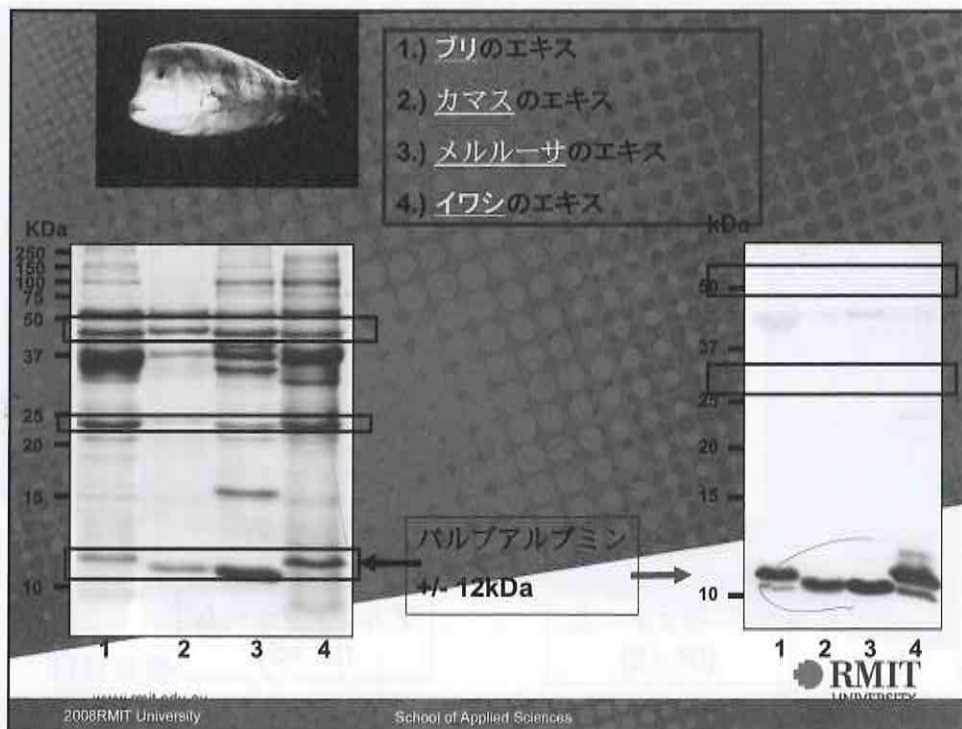 1.) ブリのエキス
2.) カマスのエキス
3.) メルルーサのエキス
4.) イワシのエキス
KDa
250
150
100
75
50
37
25
20
15
10
1 2 3 4
パルブアルブミン
+/- 12kDa
kDa
50
37
25
20
15
10
1 2 3 4
RMIT
UNIVERSITY
www.rmit.edu.au
2008RMIT University
School of Applied Sciences